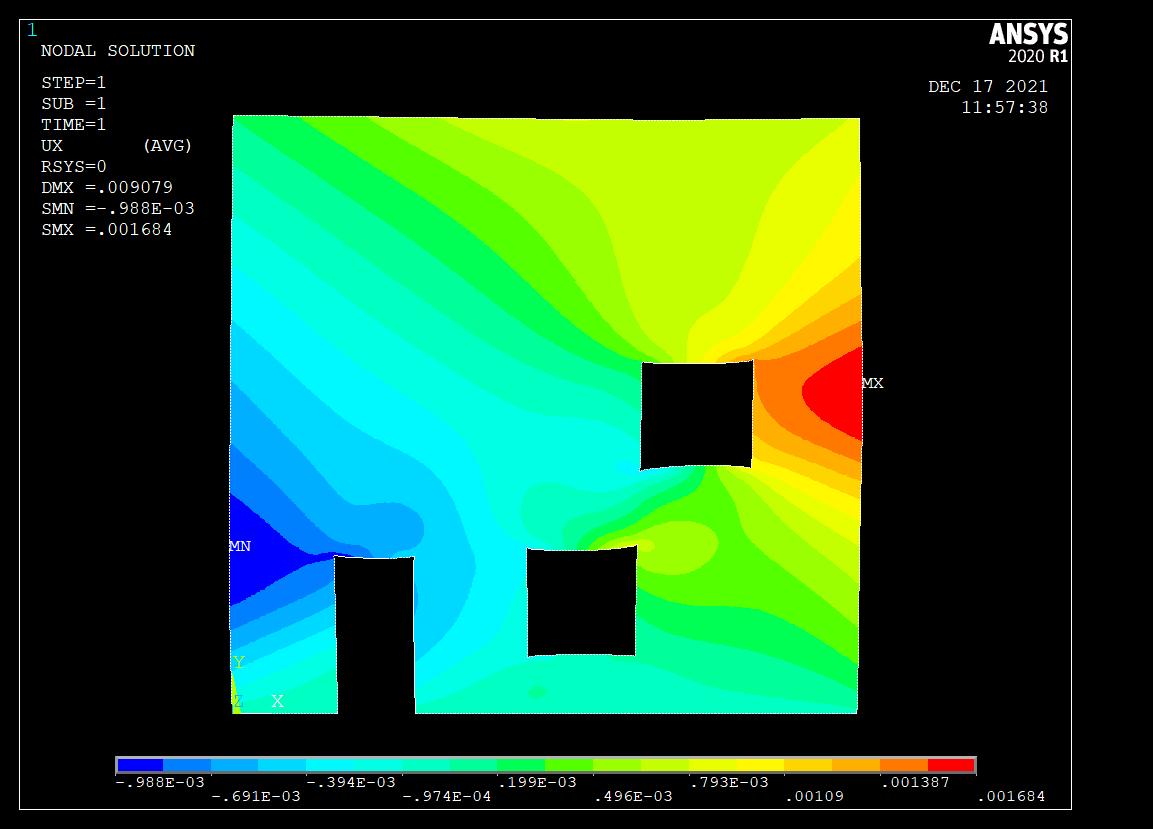 1
ANSYS
2020 R1
NODAL SOLUTION
STEP=1
SUB =1
TIME=1
UX (AVG)
RSYS=0
DMX =.009079
SMN =-.988E-03
SMX =.001684
DEC 17 2021
11:57:38
MX
MN
Y
Z X
-.988E-03 -.394E-03 .199E-03 .793E-03 .001387
-.691E-03 -.974E-04 .496E-03 .00109 .001684